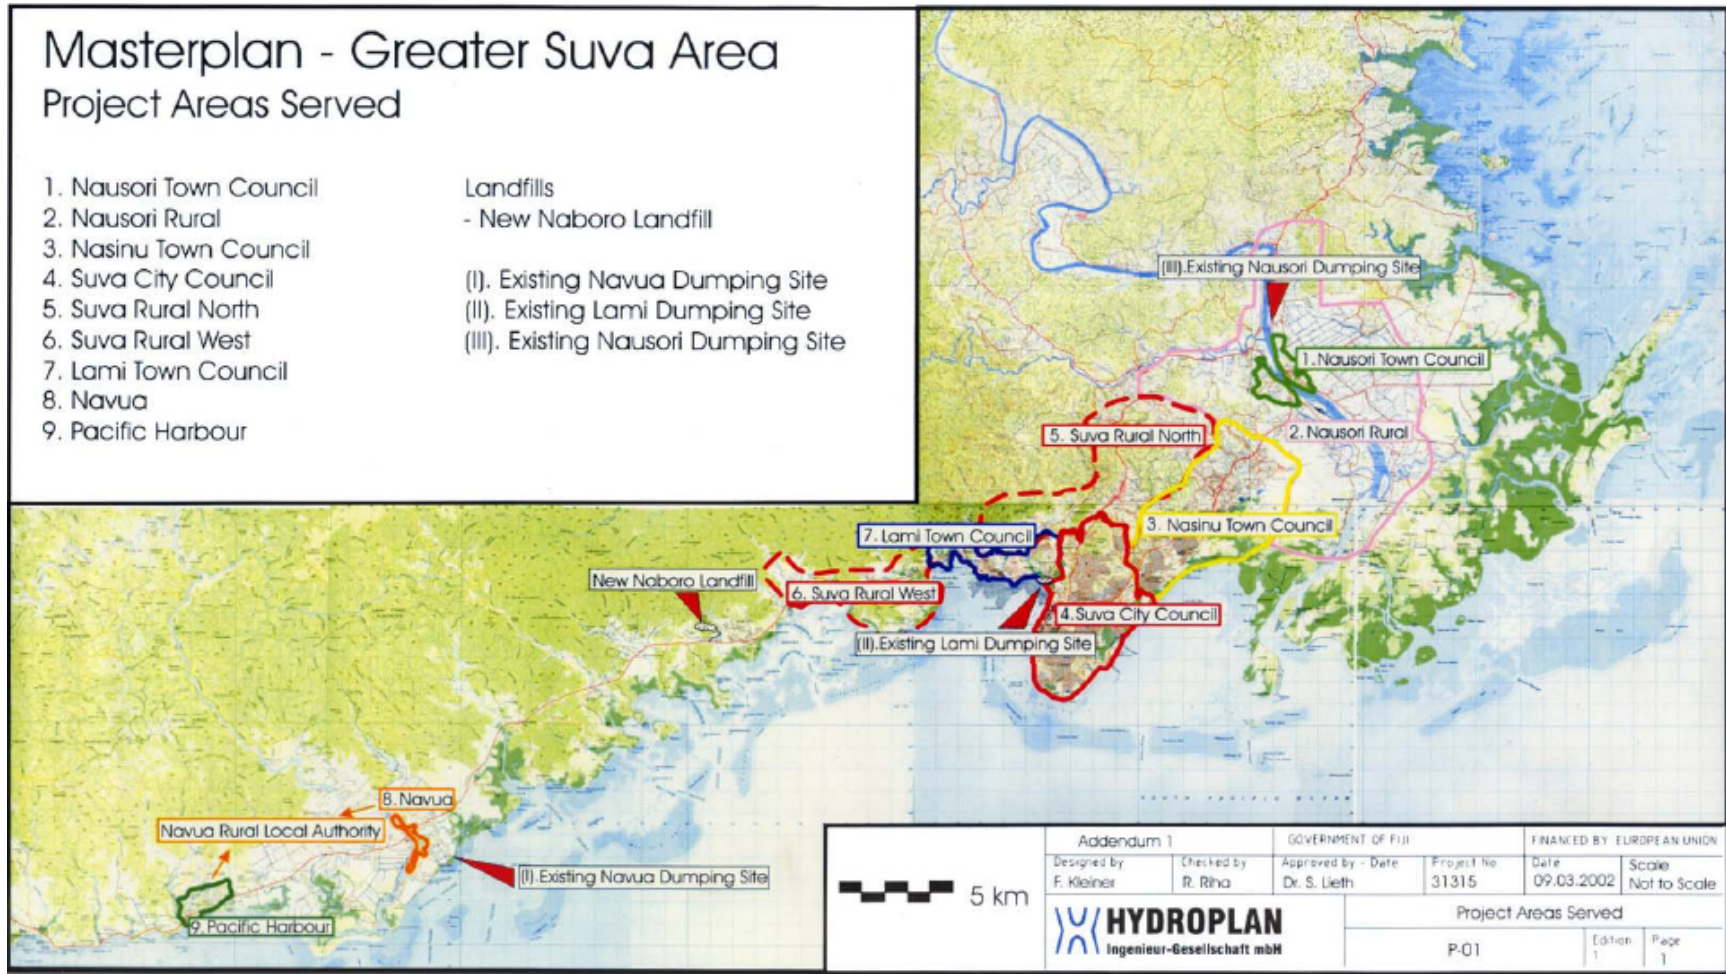 Masterplan - Greater Suva Area
Project Areas Served
1. Nausori Town Council
2. Nausori Rural
3. Nasinu Town Council
4. Suva City Council
5. Suva Rural North
6. Suva Rural West
7. Lami Town Council
8. Navua
9. Pacific Harbour
Landfills
- New Naboro Landfill
(I). Existing Navua Dumping Site
(II). Existing Lami Dumping Site
(III). Existing Nausori Dumping Site
(III).Existing Nausori Dumping Site
1.Nausori Town Council
5. Suva Rural North
2.Nausori Rural
3. Nasinu Town Council
7. Lami Town Council
New Naboro Landfill
6. Suva Rural West
4.Suva City Council
(II).Existing Lami Dumping Site
8.Navua
Navua Rural Local Authority
(I).Existing Navua Dumping Site
9.Pacific Harbour
SOUTH PACIFIC OCEAN
5 km
Addendum 1
GOVERNMENT OF FIJI
FINANCED BY EUROPEAN UNION
Designed by
F. Kleiner
Checked by
R. Riha
Approved by - Date
Dr. S. Lieth
Project No
31315
Date
09.03.2002
Scale
Not to Scale
HYDROPLAN
Ingenieur-Gesellschaft mbH
Project Areas Served
P-01
Edition
1
Page
1